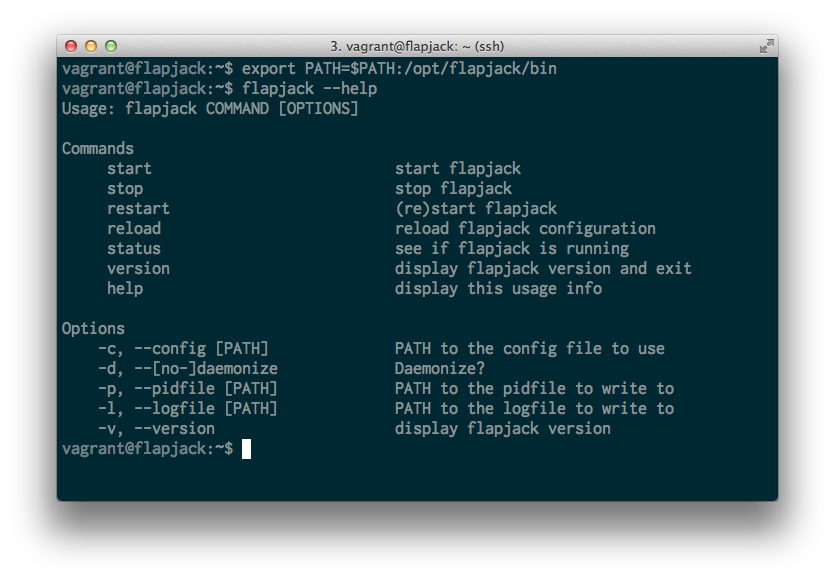 3. vagrant@flapjack: ~ (ssh)
vagrant@flapjack:~$ export PATH=$PATH:/opt/flapjack/bin
vagrant@flapjack:~$ flapjack --help
Usage: flapjack COMMAND [OPTIONS]
Commands
start start flapjack
stop stop flapjack
restart (re)start flapjack
reload reload flapjack configuration
status see if flapjack is running
version display flapjack version and exit
help display this usage info
Options
-c, --config [PATH] PATH to the config file to use
-d, --[no-]daemonize Daemonize?
-p, --pidfile [PATH] PATH to the pidfile to write to
-l, --logfile [PATH] PATH to the logfile to write to
-v, --version display flapjack version
vagrant@flapjack:~$